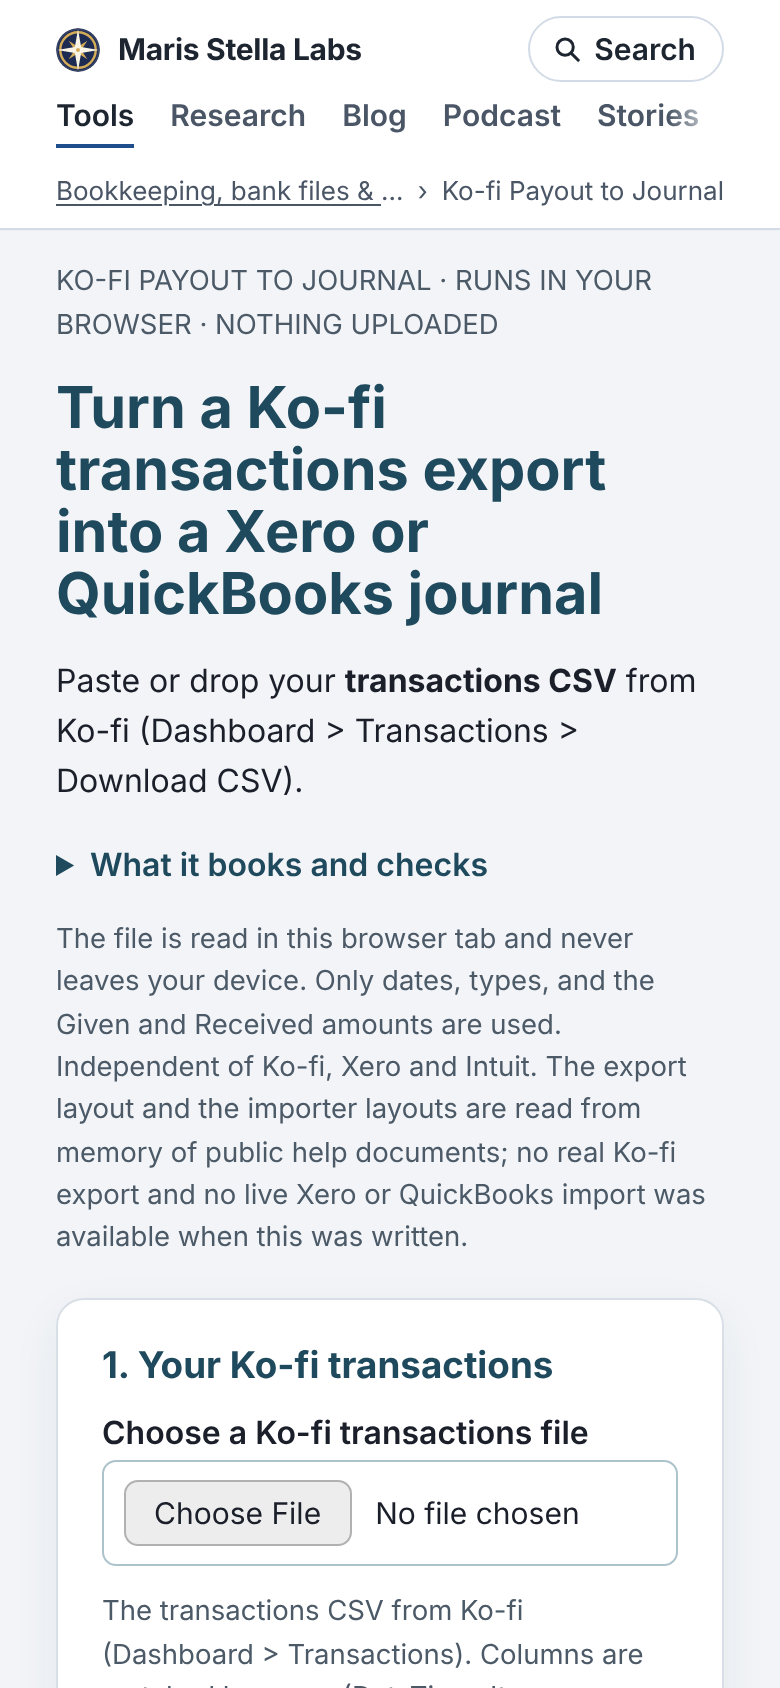 Maris Stella Labs
Search
Tools Research Blog Podcast Stories
Bookkeeping, bank files & ... › Ko-fi Payout to Journal
KO-FI PAYOUT TO JOURNAL · RUNS IN YOUR
BROWSER · NOTHING UPLOADED
Turn a Ko-fi
transactions export
into a Xero or
QuickBooks journal
Paste or drop your transactions CSV from
Ko-fi (Dashboard > Transactions >
Download CSV).
▶ What it books and checks
The file is read in this browser tab and never
leaves your device. Only dates, types, and the
Given and Received amounts are used.
Independent of Ko-fi, Xero and Intuit. The export
layout and the importer layouts are read from
memory of public help documents; no real Ko-fi
export and no live Xero or QuickBooks import was
available when this was written.
1. Your Ko-fi transactions
Choose a Ko-fi transactions file
Choose File No file chosen
The transactions CSV from Ko-fi
(Dashboard > Transactions). Columns are